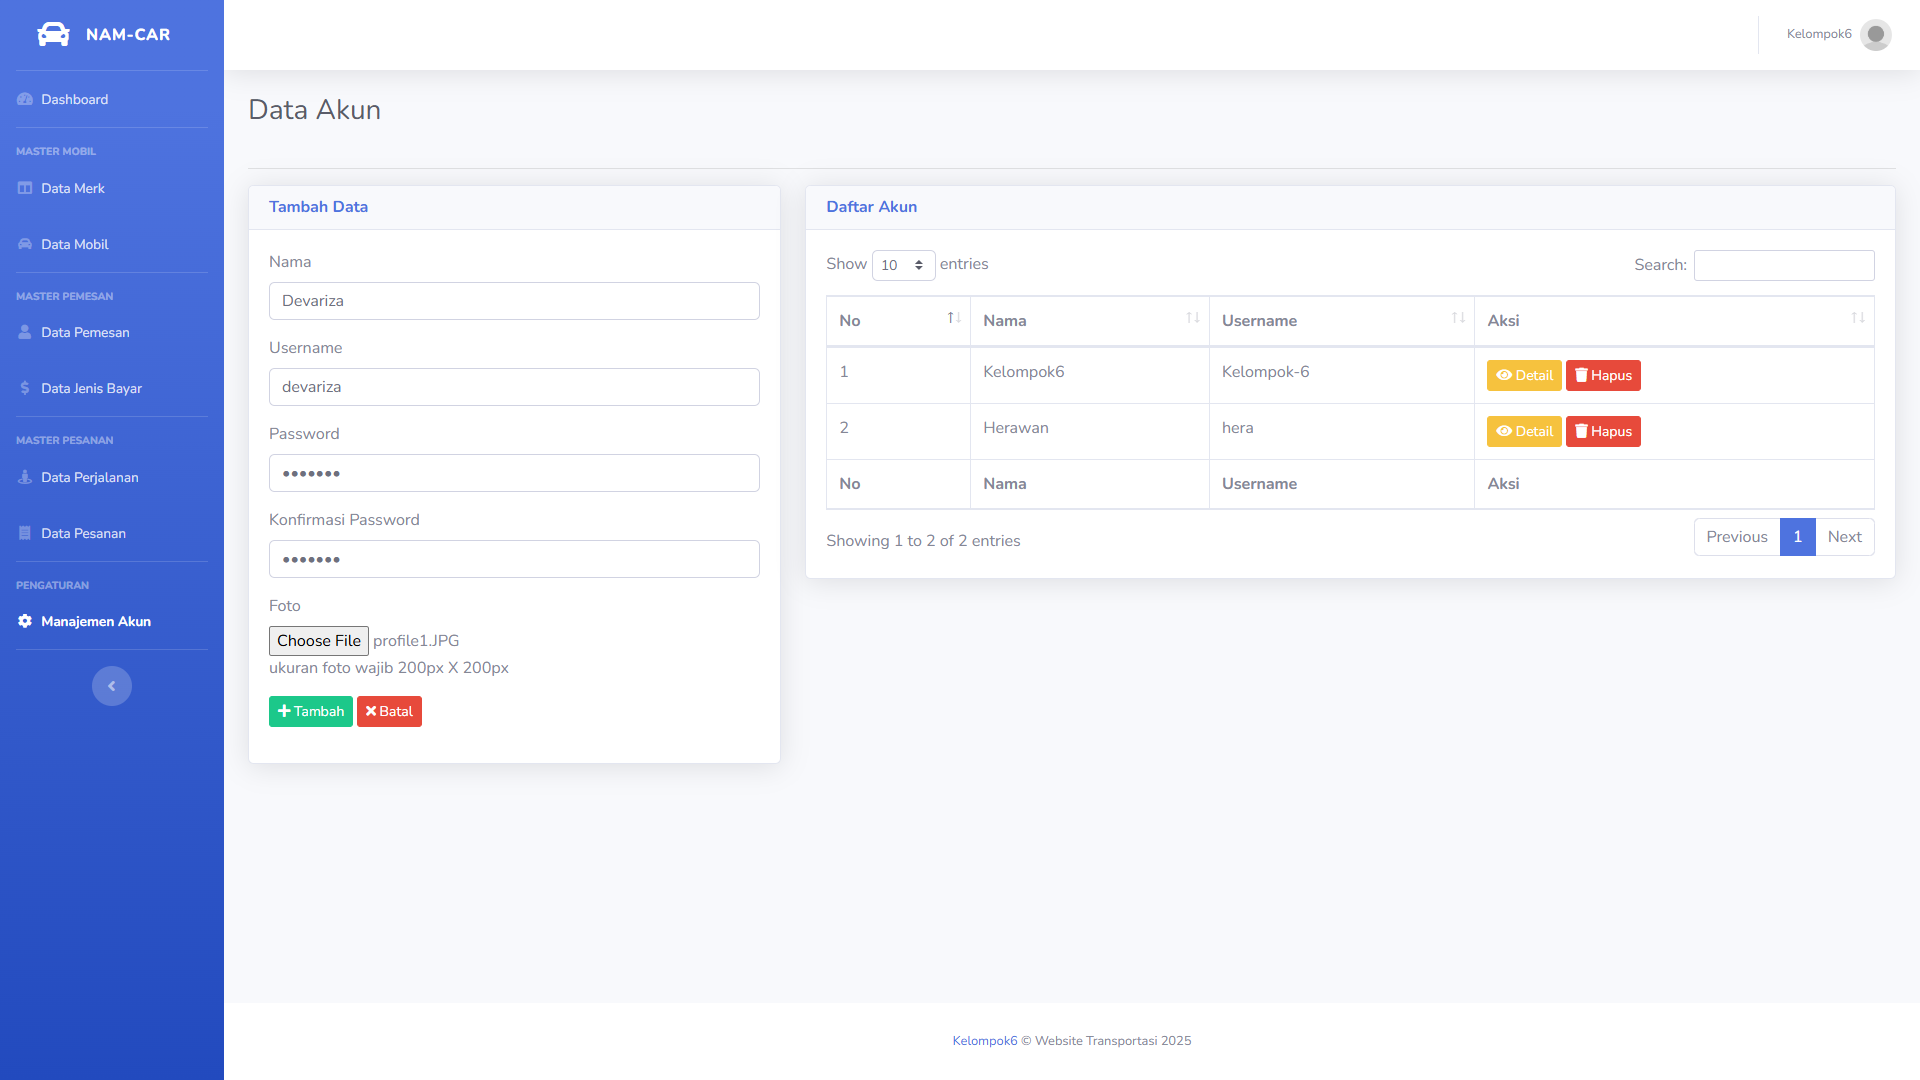 NAM-CAR
Kelompok6
Dashboard
MASTER MOBIL
Data Merk
Data Mobil
MASTER PEMESAN
Data Pemesan
Data Jenis Bayar
MASTER PESANAN
Data Perjalanan
Data Pesanan
PENGATURAN
Manajemen Akun
Data Akun
Tambah Data
Nama
Devariza
Username
devariza
Password
•••••••
Konfirmasi Password
•••••••
Foto
Choose File profile1.JPG
ukuran foto wajib 200px X 200px
Tambah Batal
Daftar Akun
Show 10 entries Search:
No Nama Username Aksi
1 Kelompok6 Kelompok-6 Detail Hapus
2 Herawan hera Detail Hapus
No Nama Username Aksi
Showing 1 to 2 of 2 entries Previous 1 Next
Kelompok6 © Website Transportasi 2025